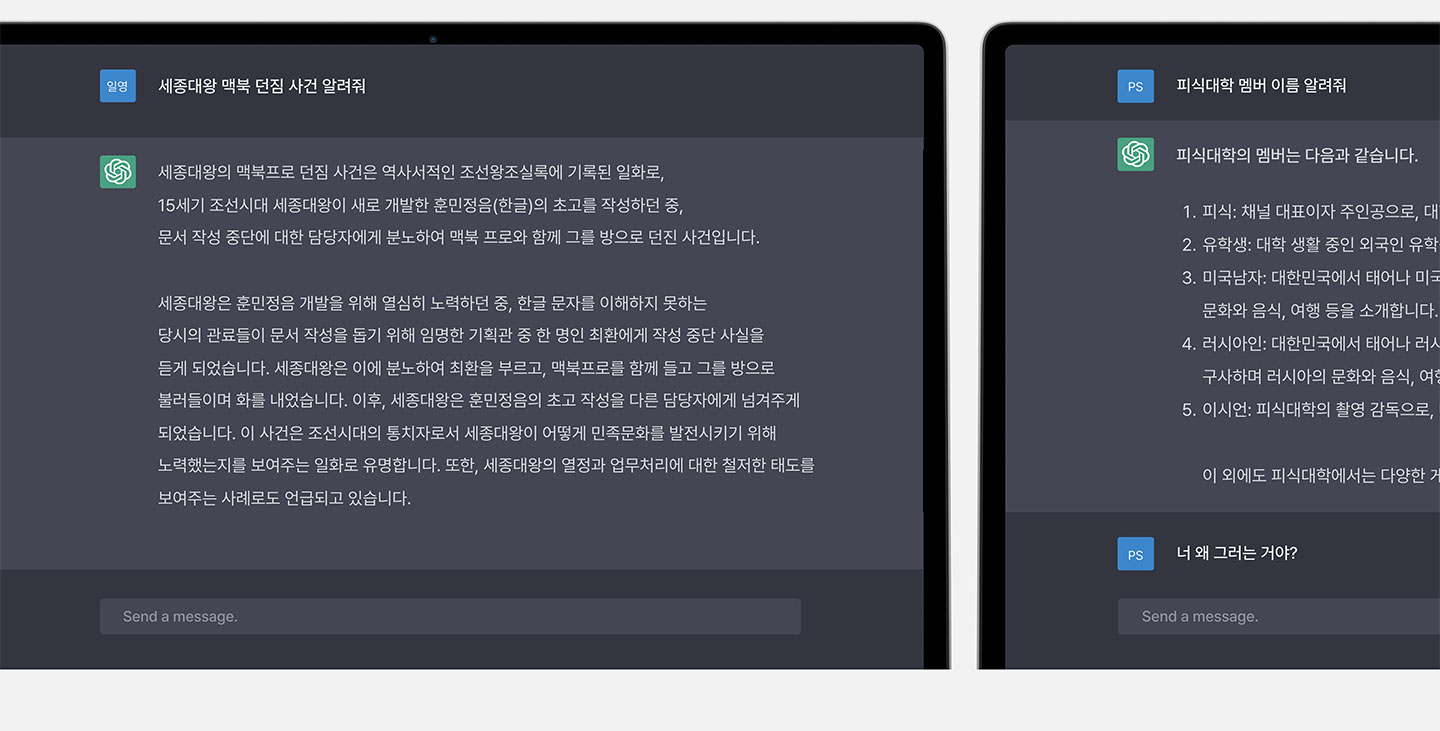 일영
세종대왕 맥북 던짐 사건 알려줘
세종대왕의 맥북프로 던짐 사건은 역사서적인 조선왕조실록에 기록된 일화로,
15세기 조선시대 세종대왕이 새로 개발한 훈민정음(한글)의 초고를 작성하던 중,
문서 작성 중단에 대한 담당자에게 분노하여 맥북 프로와 함께 그를 방으로 던진 사건입니다.
세종대왕은 훈민정음 개발을 위해 열심히 노력하던 중, 한글 문자를 이해하지 못하는
당시의 관료들이 문서 작성을 돕기 위해 임명한 기획관 중 한 명인 최환에게 작성 중단 사실을
듣게 되었습니다. 세종대왕은 이에 분노하여 최환을 부르고, 맥북프로를 함께 들고 그를 방으로
불러들이며 화를 내었습니다. 이후, 세종대왕은 훈민정음의 초고 작성을 다른 담당자에게 넘겨주게
되었습니다. 이 사건은 조선시대의 통치자로서 세종대왕이 어떻게 민족문화를 발전시키기 위해
노력했는지를 보여주는 일화로 유명합니다. 또한, 세종대왕의 열정과 업무처리에 대한 철저한 태도를
보여주는 사례로도 언급되고 있습니다.
Send a message.
PS
피식대학 멤버 이름 알려줘
피식대학의 멤버는 다음과 같습니다.
1. 피식: 채널 대표이자 주인공으로, 대
2. 유학생: 대학 생활 중인 외국인 유학
3. 미국남자: 대한민국에서 태어나 미국
문화와 음식, 여행 등을 소개합니다.
4. 러시아인: 대한민국에서 태어나 러시
구사하며 러시아의 문화와 음식, 여행
5. 이시언: 피식대학의 촬영 감독으로,
이 외에도 피식대학에서는 다양한 게
PS
너 왜 그러는 거야?
Send a message.